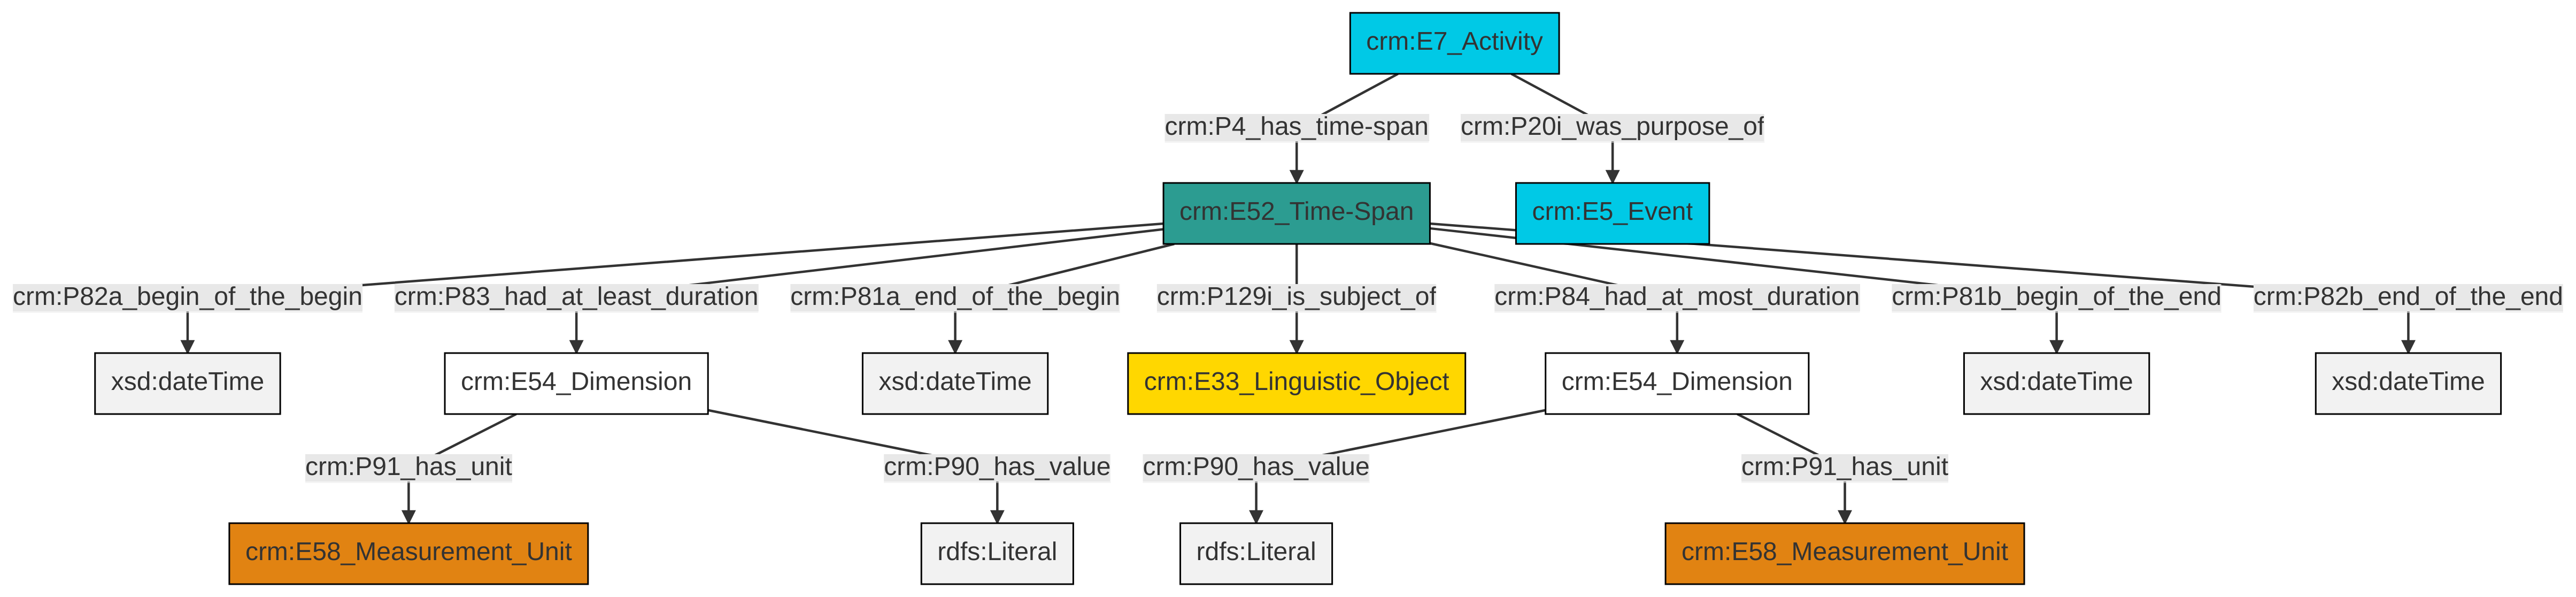 crm:E7_Activity
crm:P4_has_time-span
crm:P20i_was_purpose_of
crm:E52_Time-Span
crm:E5_Event
crm:P82a_begin_of_the_begin
crm:P83_had_at_least_duration
crm:P81a_end_of_the_begin
crm:P129i_is_subject_of
crm:P84_had_at_most_duration
crm:P81b_begin_of_the_end
crm:P82b_end_of_the_end
xsd:dateTime
crm:E54_Dimension
xsd:dateTime
crm:E33_Linguistic_Object
crm:E54_Dimension
xsd:dateTime
xsd:dateTime
crm:P91_has_unit
crm:P90_has_value
crm:P90_has_value
crm:P91_has_unit
crm:E58_Measurement_Unit
rdfs:Literal
rdfs:Literal
crm:E58_Measurement_Unit